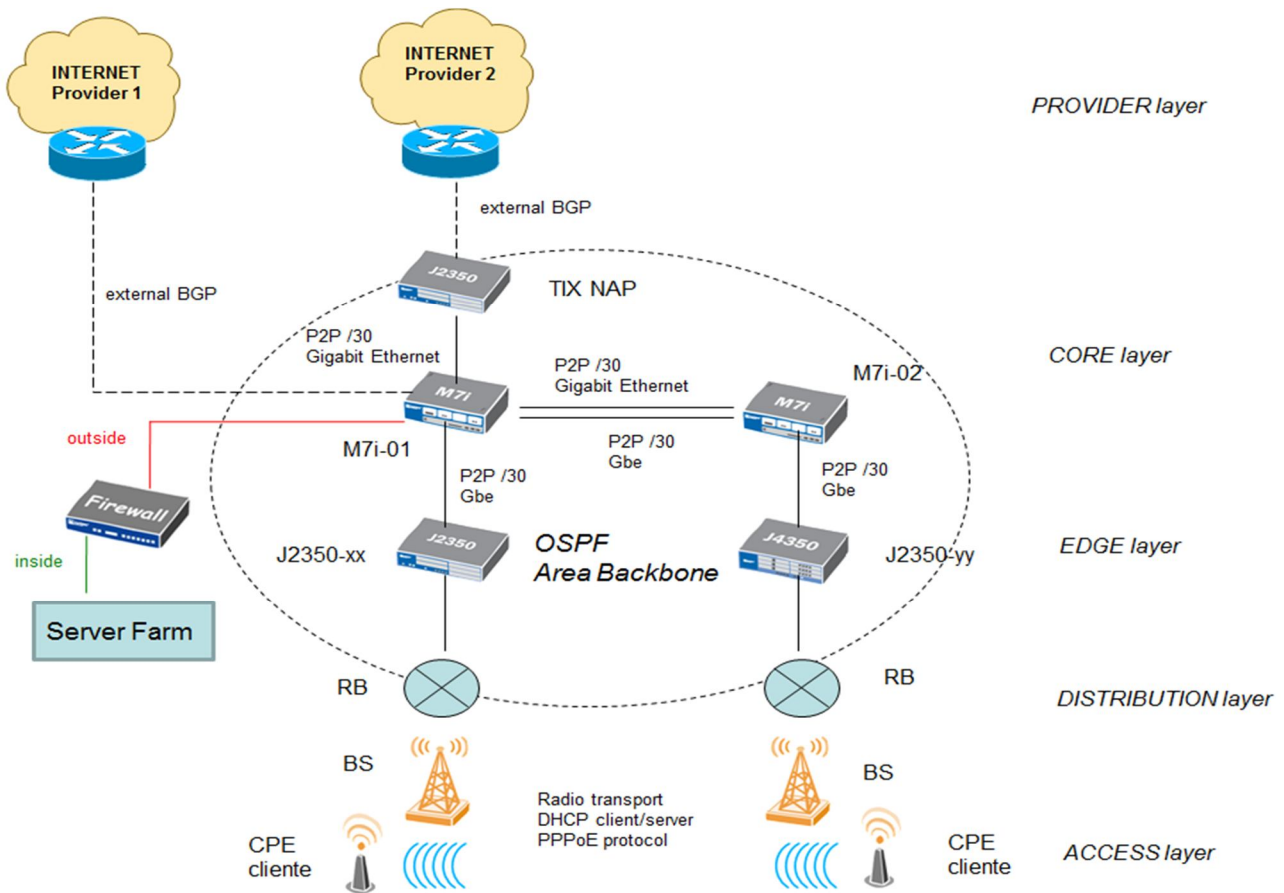 INTERNET
Provider 1
INTERNET
Provider 2
PROVIDER layer
external BGP
external BGP
J2350
TIX NAP
P2P /30
Gigabit Ethernet
P2P /30
Gigabit Ethernet
M7i-02
CORE layer
M7i
M7i
outside
M7i-01
P2P /30
Gbe
P2P /30
Gbe
P2P /30
Gbe
Firewall
J2350
J4350
inside
J2350-xx
OSPF
Area Backbone
J2350-yy
EDGE layer
Server Farm
RB
RB
DISTRIBUTION layer
BS
BS
Radio transport
DHCP client/server
PPPoE protocol
CPE
cliente
CPE
cliente
ACCESS layer